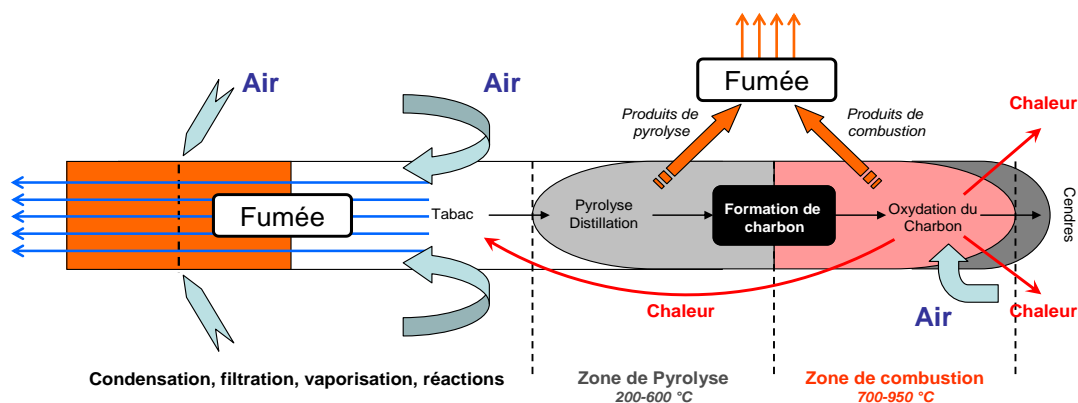 Air
Air
Fumée
Chaleur
Produits de
pyrolyse
Produits de
combustion
Fumée
Tabac
Pyrolyse
Distillation
Formation de
charbon
Oxydation du
Charbon
Cendres
Chaleur
Air
Chaleur
Condensation, filtration, vaporisation, réactions
Zone de Pyrolyse
200-600 °C
Zone de combustion
700-950 °C